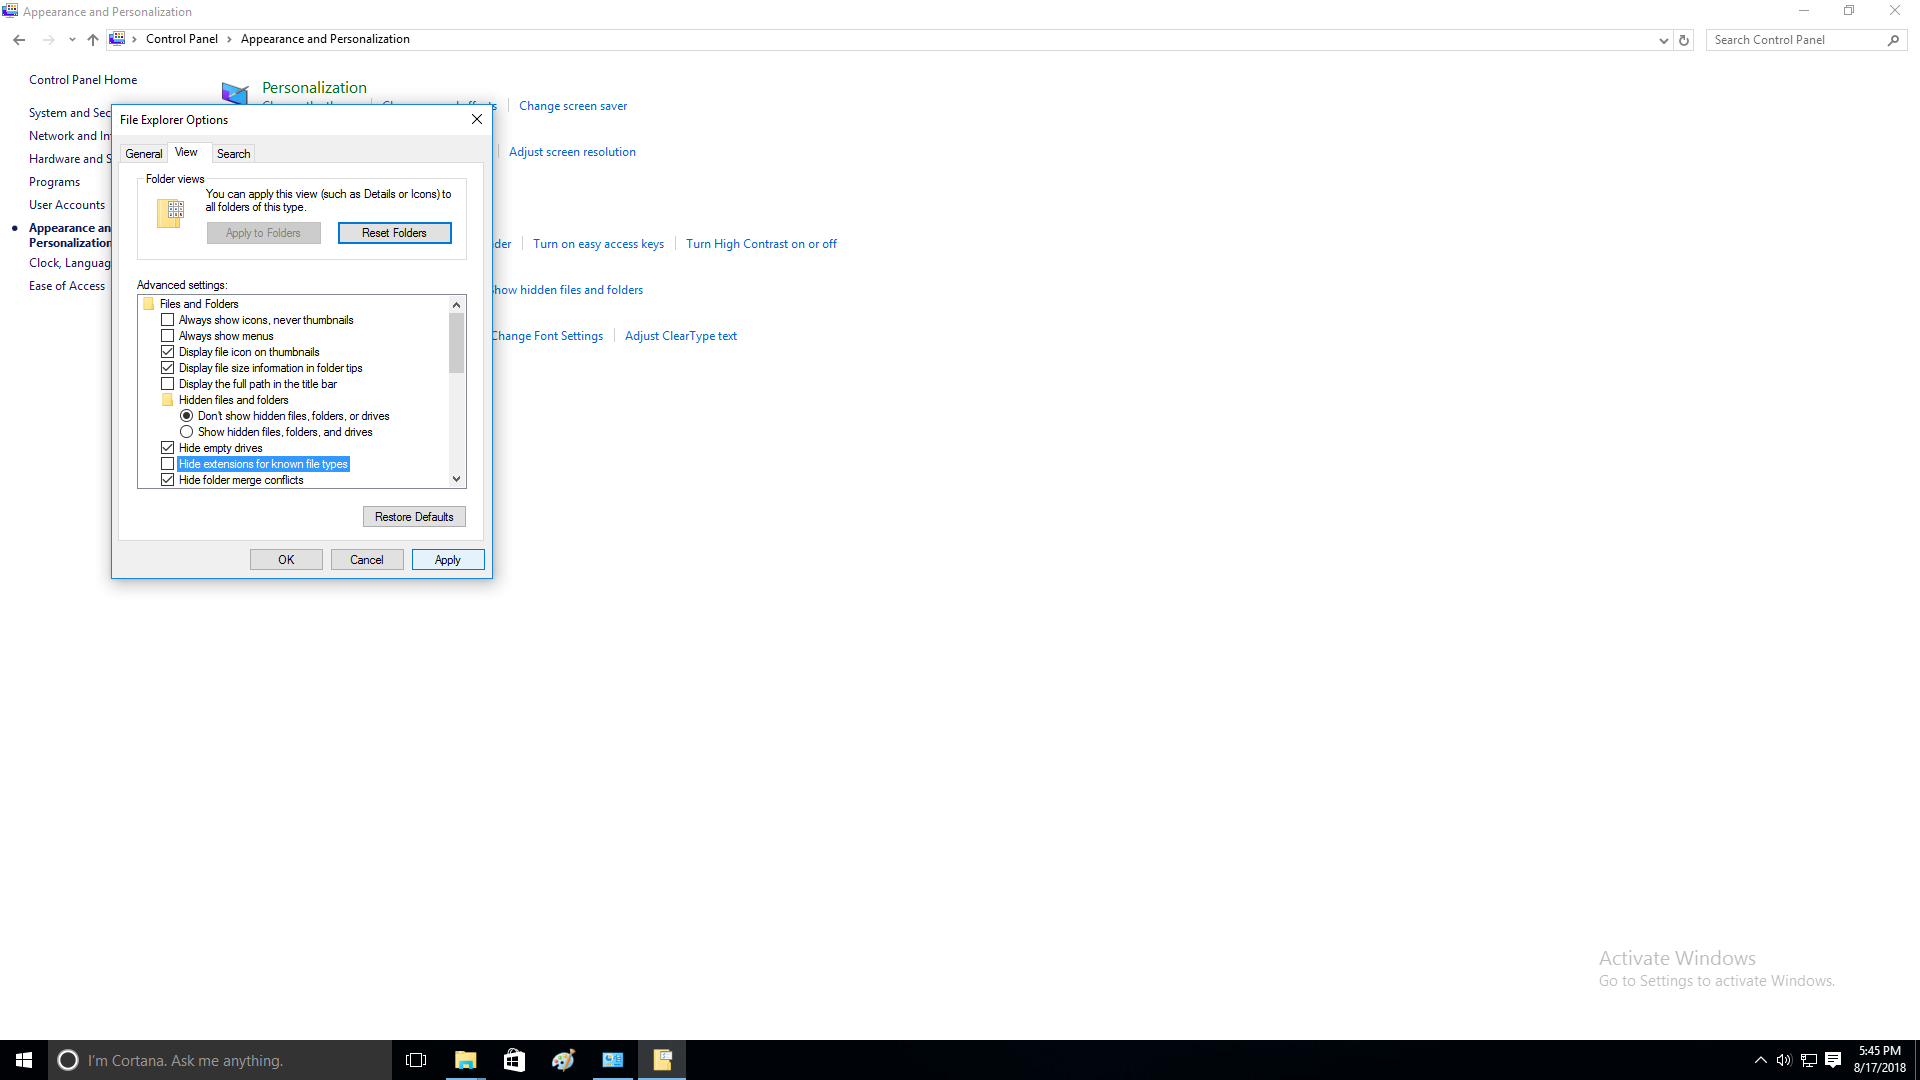 Appearance and Personalization
Control Panel
Appearance and Personalization
Search Control Panel
Control Panel Home
System and Sec
Network and In
Hardware and S
Programs
User Accounts
Appearance an
Personalization
Clock, Languag
Ease of Access
Personalization
Change screen saver
Adjust screen resolution
der
Turn on easy access keys
Turn High Contrast on or off
Show hidden files and folders
Change Font Settings
Adjust ClearType text
File Explorer Options
General
View
Search
Folder views
You can apply this view (such as Details or Icons) to
all folders of this type.
Apply to Folders
Reset Folders
Advanced settings:
Files and Folders
Always show icons, never thumbnails
Always show menus
Display file icon on thumbnails
Display file size information in folder tips
Display the full path in the title bar
Hidden files and folders
Don't show hidden files, folders, or drives
Show hidden files, folders, and drives
Hide empty drives
Hide extensions for known file types
Hide folder merge conflicts
Restore Defaults
OK
Cancel
Apply
Activate Windows
Go to Settings to activate Windows.
I'm Cortana. Ask me anything.
5:45 PM
8/17/2018